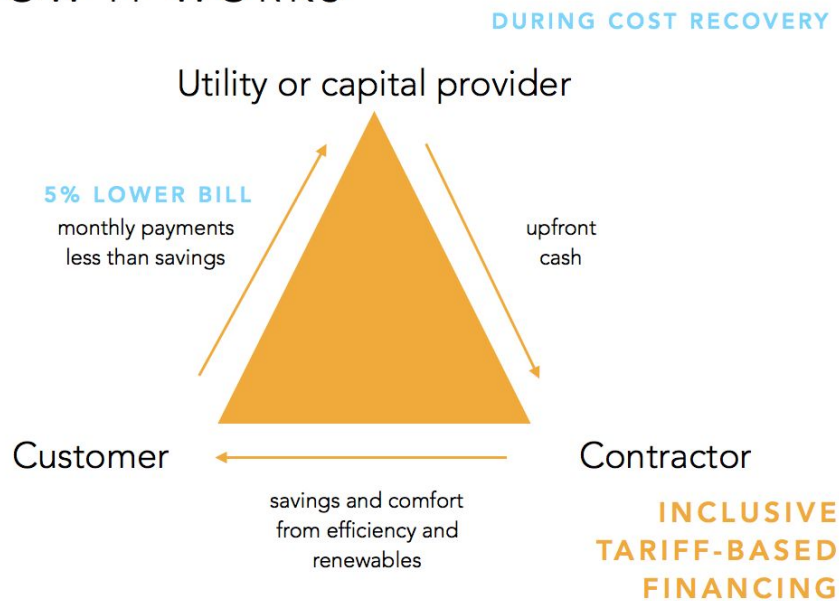 DURING COST RECOVERY
Utility or capital provider
5% LOWER BILL
monthly payments
less than savings
upfront
cash
Customer
Contractor
savings and comfort
from efficiency and
renewables
INCLUSIVE
TARIFF-BASED
FINANCING